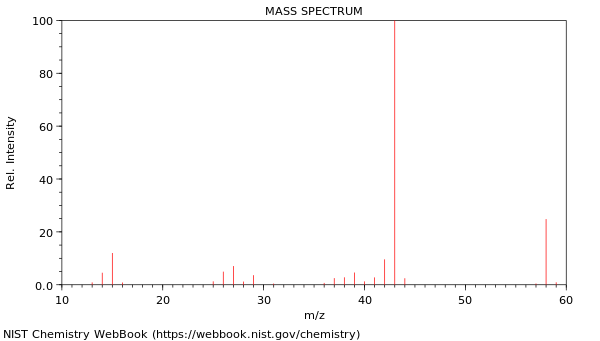 MASS SPECTRUM
100
80
60
40
20
0.0
Rel. Intensity
10 20 30 40 50 60
m/z
NIST Chemistry WebBook (https://webbook.nist.gov/chemistry)